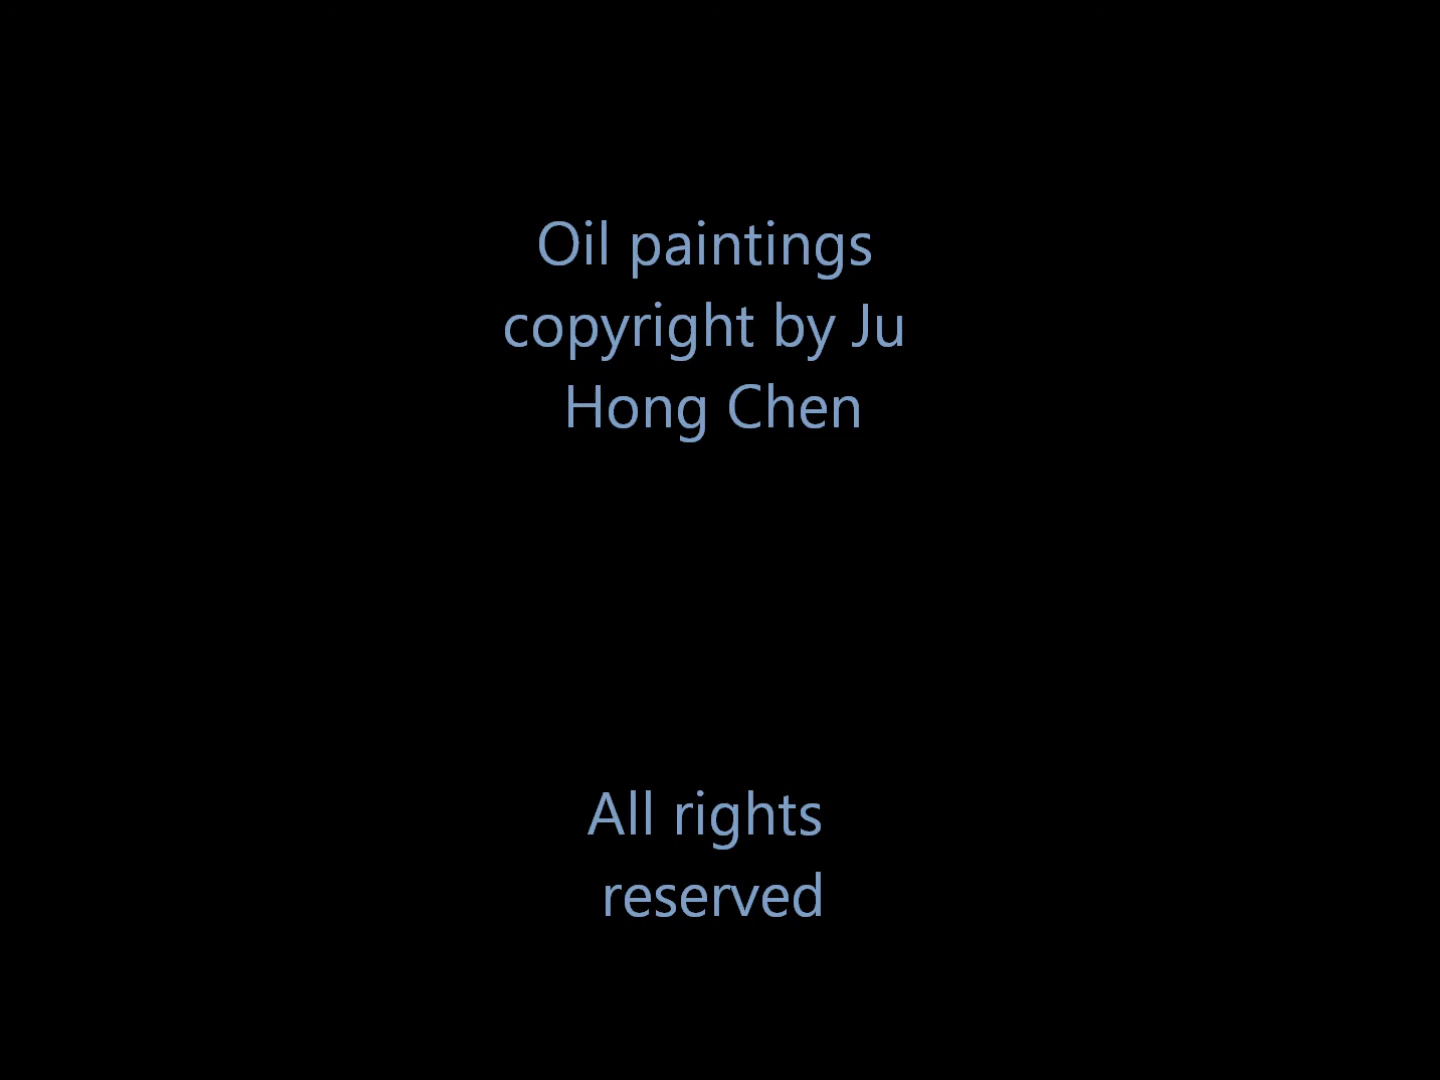 Oil paintings
copyright by Ju
Hong Chen
All rights
reserved